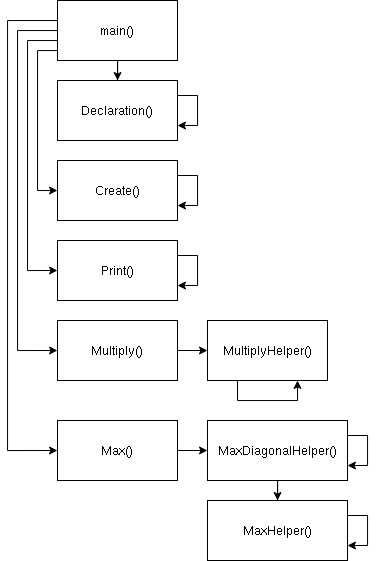 main()
Declaration()
Create()
Print()
Multiply()
MultiplyHelper()
Max()
MaxDiagonalHelper()
MaxHelper()